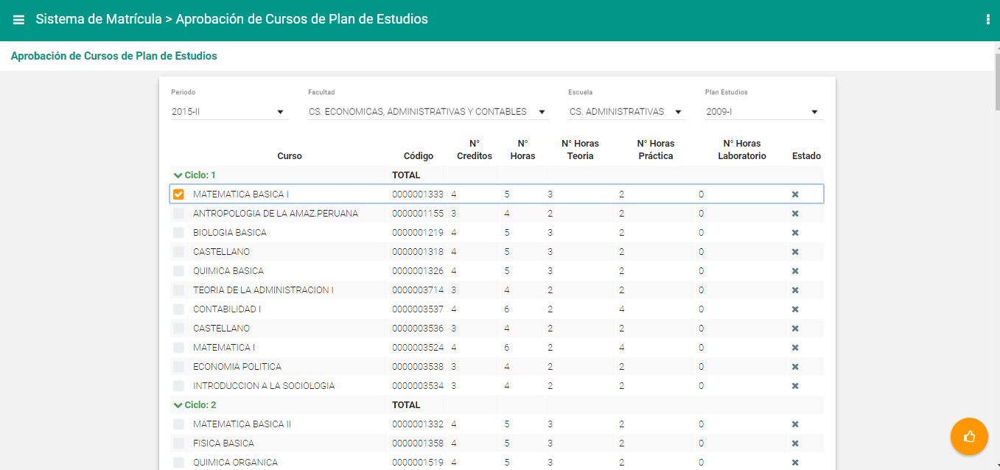 Sistema de Matrícula > Aprobación de Cursos de Plan de Estudios
Aprobación de Cursos de Plan de Estudios
Periodo Facultad Escuela Plan Estudios
2015-II CS. ECONOMICAS, ADMINISTRATIVAS Y CONTABLES CS. ADMINISTRATIVAS 2009-I
Curso Código N° Creditos N° Horas N° Horas Teoria N° Horas Práctica N° Horas Laboratorio Estado
Ciclo: 1 TOTAL
MATEMATICA BASICA I 0000001333 4 5 3 2 0
ANTROPOLOGIA DE LA AMAZ.PERUANA 0000001155 3 4 2 2 0
BIOLOGIA BASICA 0000001219 4 5 3 2 0
CASTELLANO 0000001318 4 5 3 2 0
QUIMICA BASICA 0000001326 4 5 3 2 0
TEORIA DE LA ADMINISTRACION I 0000003714 3 4 2 2 0
CONTABILIDAD I 0000003537 4 6 2 4 0
CASTELLANO 0000003536 3 4 2 2 0
MATEMATICA I 0000003524 4 6 2 4 0
ECONOMIA POLITICA 0000003538 3 4 2 2 0
INTRODUCCION A LA SOCIOLOGIA 0000003534 3 4 2 2 0
Ciclo: 2 TOTAL
MATEMATICA BASICA II 0000001332 4 5 3 2 0
FISICA BASICA 0000001358 4 5 3 2 0
QUIMICA ORGANICA 0000001519 4 5 3 2 0